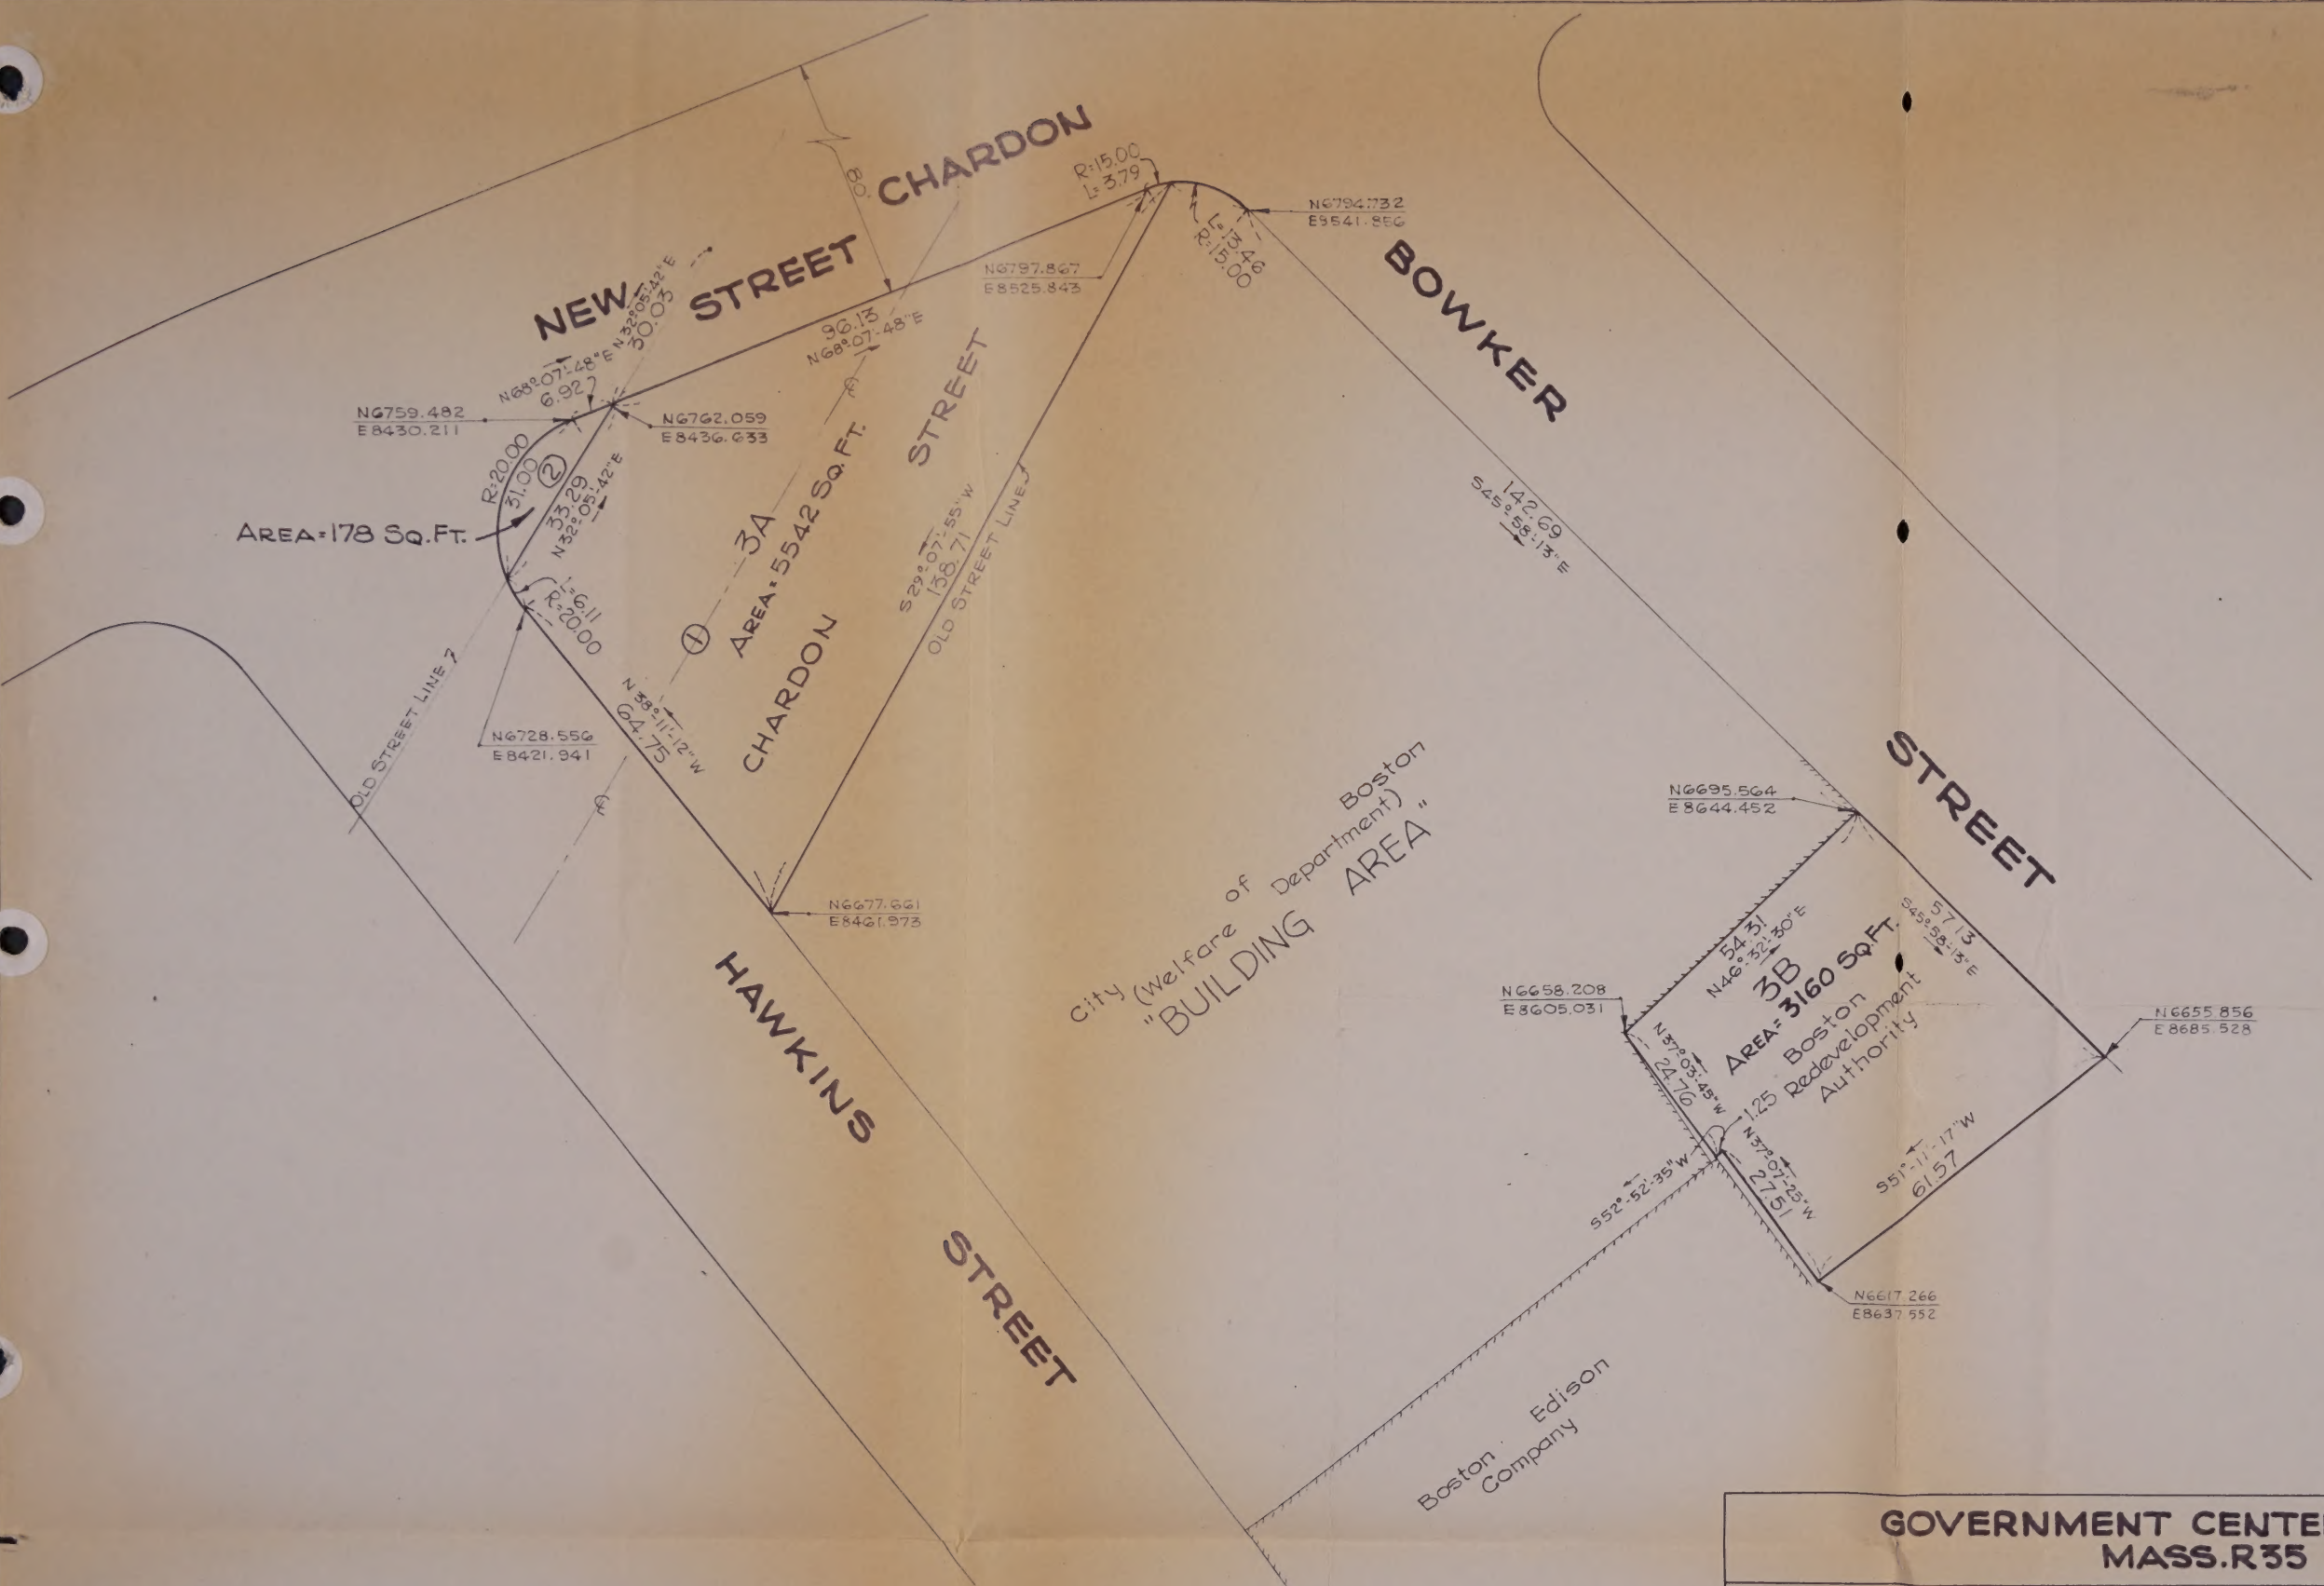 NEW CHARDON
STREET
80'
R=15.00
L=3.79
N6794.732
E9541.856
L=13.46
R=15.00
N6797.867
E8525.843
BOWKER
STREET
N32°-05'-42"E
30.03
N68°-07'-48"E
6.92
96.13
N68°-07'-48"E
N6759.482
E8430.211
N6762.059
E8436.633
R=20.00
31.00
2
33.29
N32°-05'-42"E
AREA=178 SQ.FT.
3A
AREA=5542 SQ.FT.
1
CHARDON STREET
S29°-07'-55"W
138.71
OLD STREET LINE
142.69
S45°-58'-13"E
L=6.11
R=20.00
N38°-11'-12"W
64.75
OLD STREET LINE
N6728.556
E8421.941
N6677.661
E8461.973
City of Boston
(Welfare Department)
"BUILDING AREA"
N6695.564
E8644.452
54.31
N46°-32'-30"E
57.13
S45°-58'-13"E
3B
AREA=3160 SQ.FT.
Boston
Redevelopment
Authority
N6658.208
E8605.031
N37°-03'-45"W
24.76
1.25
N6655.856
E8685.528
N37°-07'-25"W
27.51
S51°-11'-17"W
61.57
S52°-52'-35"W
N6617.266
E8637.552
HAWKINS
STREET
Boston Edison
Company
GOVERNMENT CENTE
MASS.R35